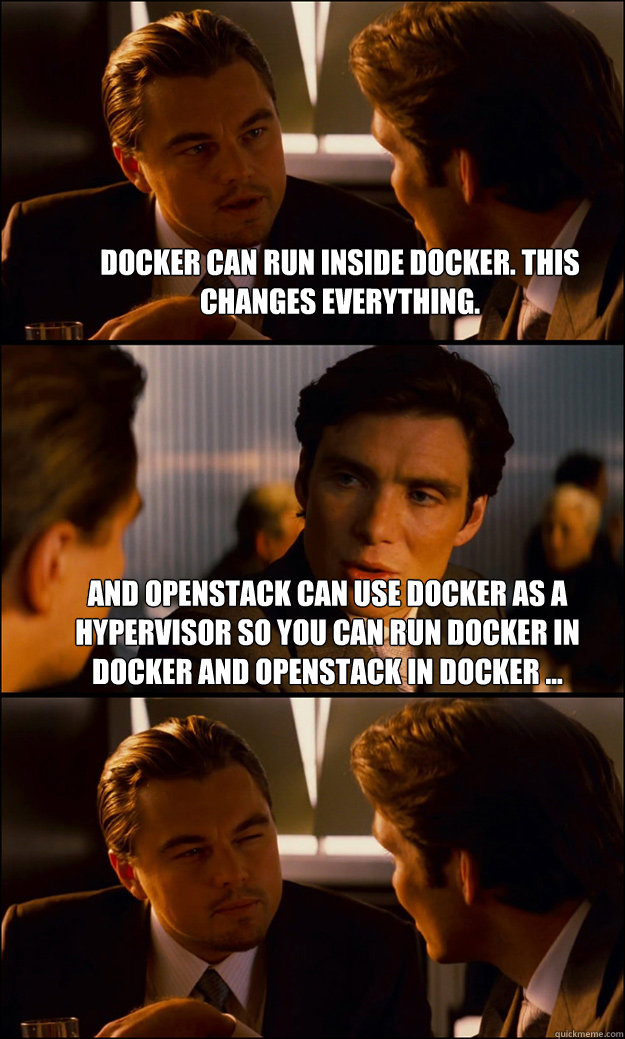 DOCKER CAN RUN INSIDE DOCKER. THIS
CHANGES EVERYTHING.
AND OPENSTACK CAN USE DOCKER AS A
HYPERVISOR SO YOU CAN RUN DOCKER IN
DOCKER AND OPENSTACK IN DOCKER ...
quickmeme.com